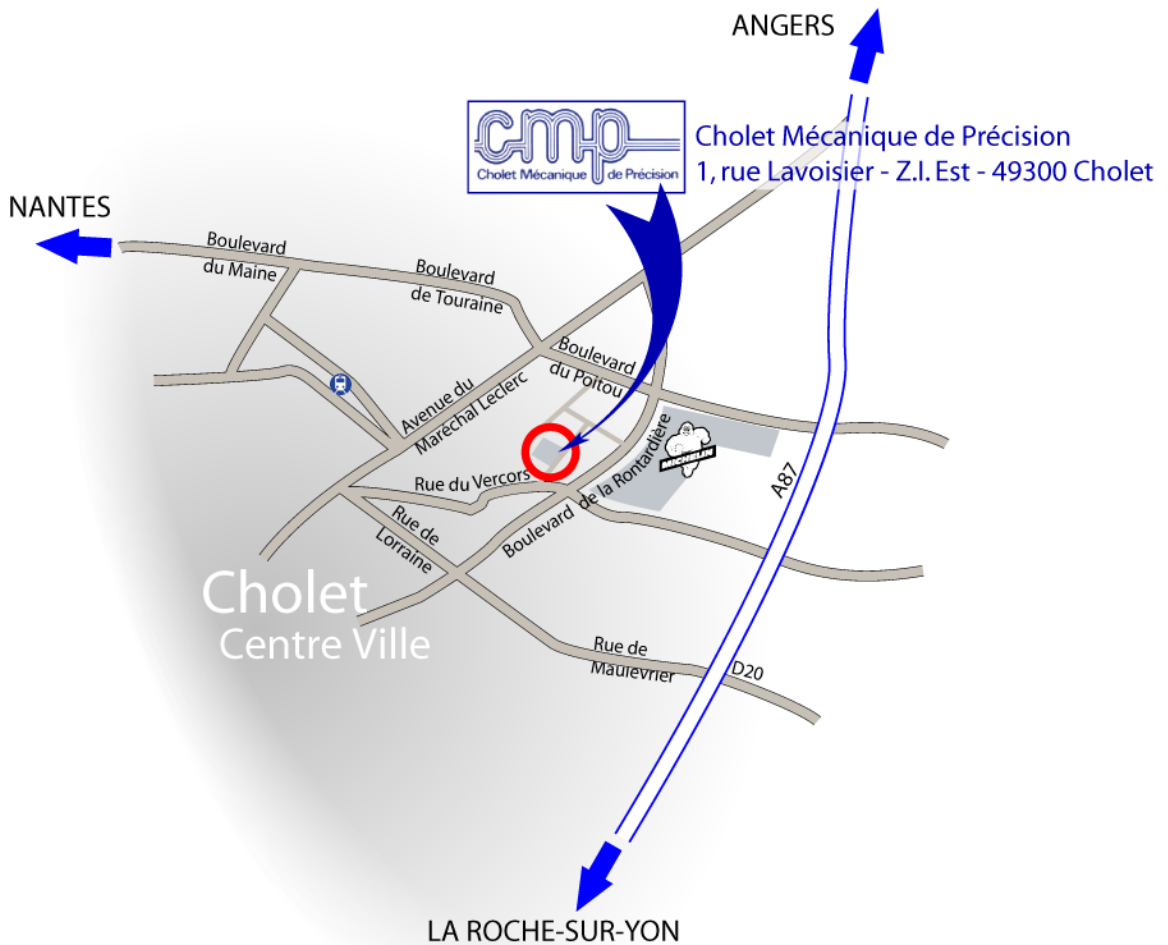 ANGERS
cmp
Cholet Mécanique de Précision
Cholet Mécanique de Précision
1, rue Lavoisier - Z.I. Est - 49300 Cholet
NANTES
Boulevard
du Maine
Boulevard
de Touraine
Boulevard
du Poitou
Avenue du
Maréchal Leclerc
Boulevard de la Rontardière
MICHELIN
Rue du Vercors
A87
Rue de
Lorraine
Cholet
Centre Ville
Rue de
Maulevrier
D20
LA ROCHE-SUR-YON